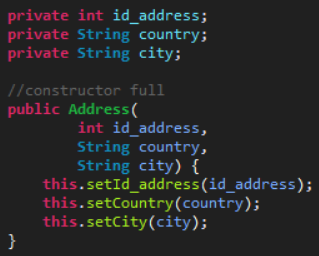 private int id_address;
private String country;
private String city;
//constructor full
public Address(
int id_address,
String country,
String city) {
this.setId_address(id_address);
this.setCountry(country);
this.setCity(city);
}